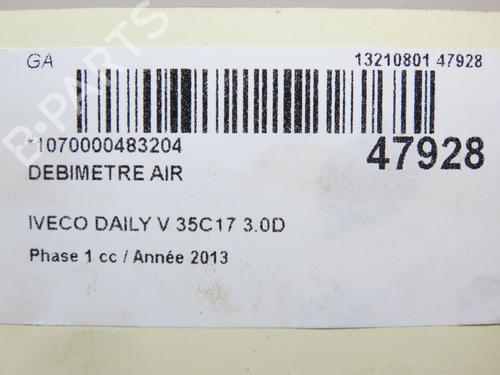 GA
13210801 47928
*1070000483204
47928
DEBIMETRE AIR
IVECO DAILY V 35C17 3.0D
Phase 1 cc / Année 2013
B-PARTS